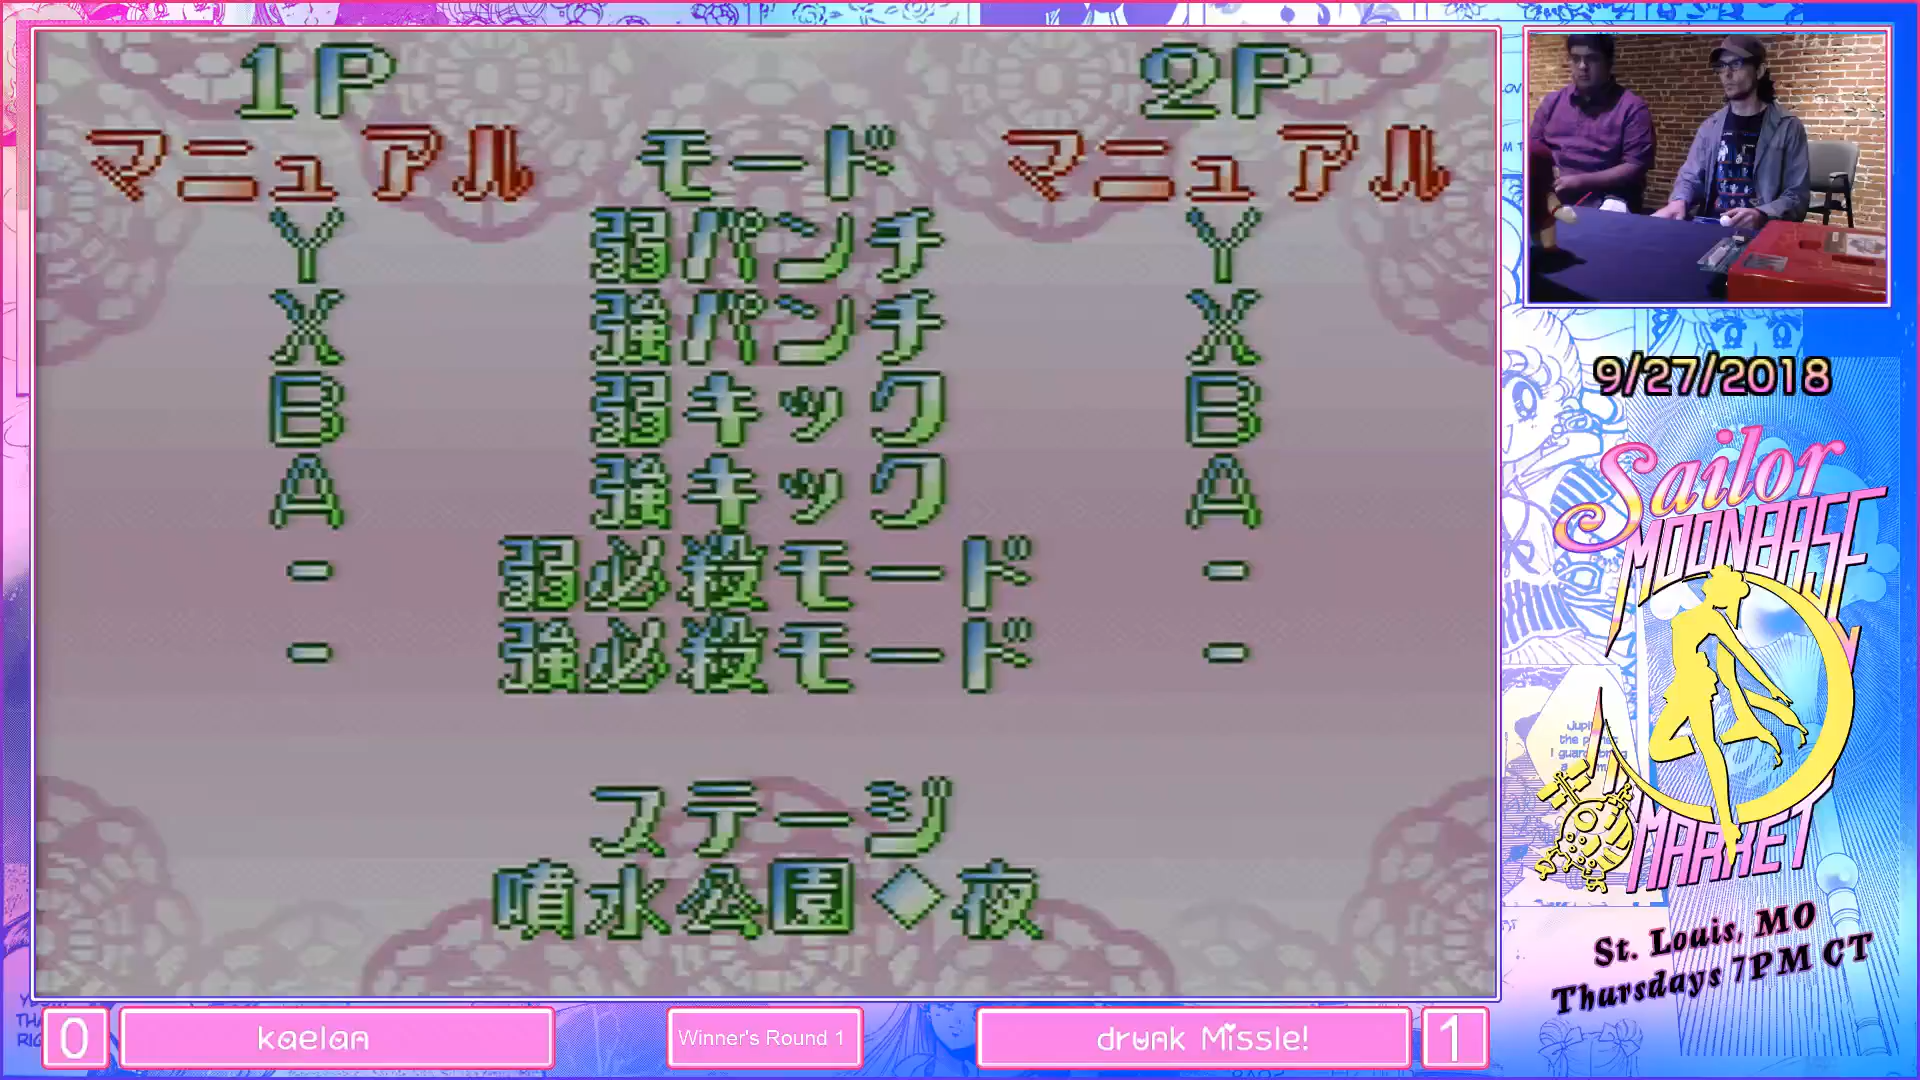 1P 2P
マニュアル モード マニュアル
Y 弱パンチ Y
X 強パンチ X
B 弱キック B
A 強キック A
- 弱必殺モード -
- 強必殺モード -
ステージ
噴水公園◆夜
9/27/2018
Sailor
MOONBASE
MARKET
St. Louis, MO
Thursdays 7PM CT
0 kaelan Winner's Round 1 drunk Missle! 1